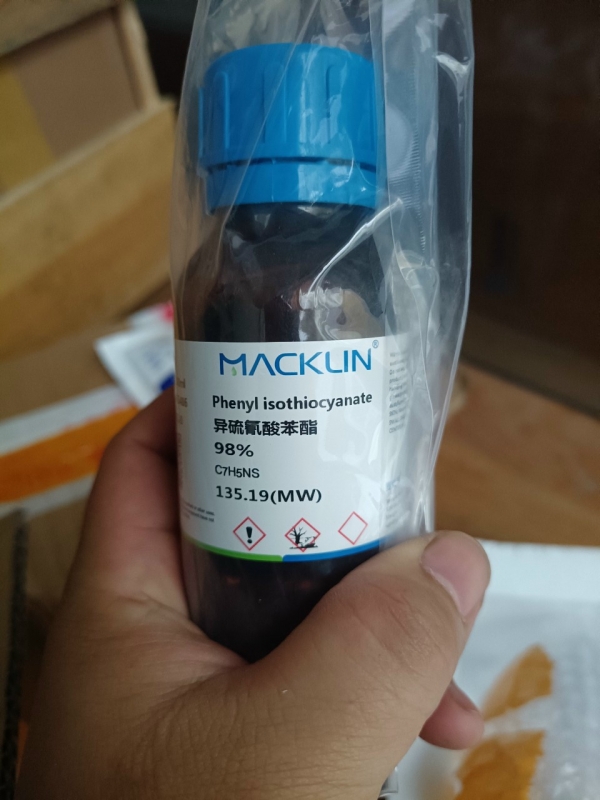 MACKLIN®
Phenyl isothiocyanate
异硫氰酸苯酯
98%
C7H5NS
135.19(MW)